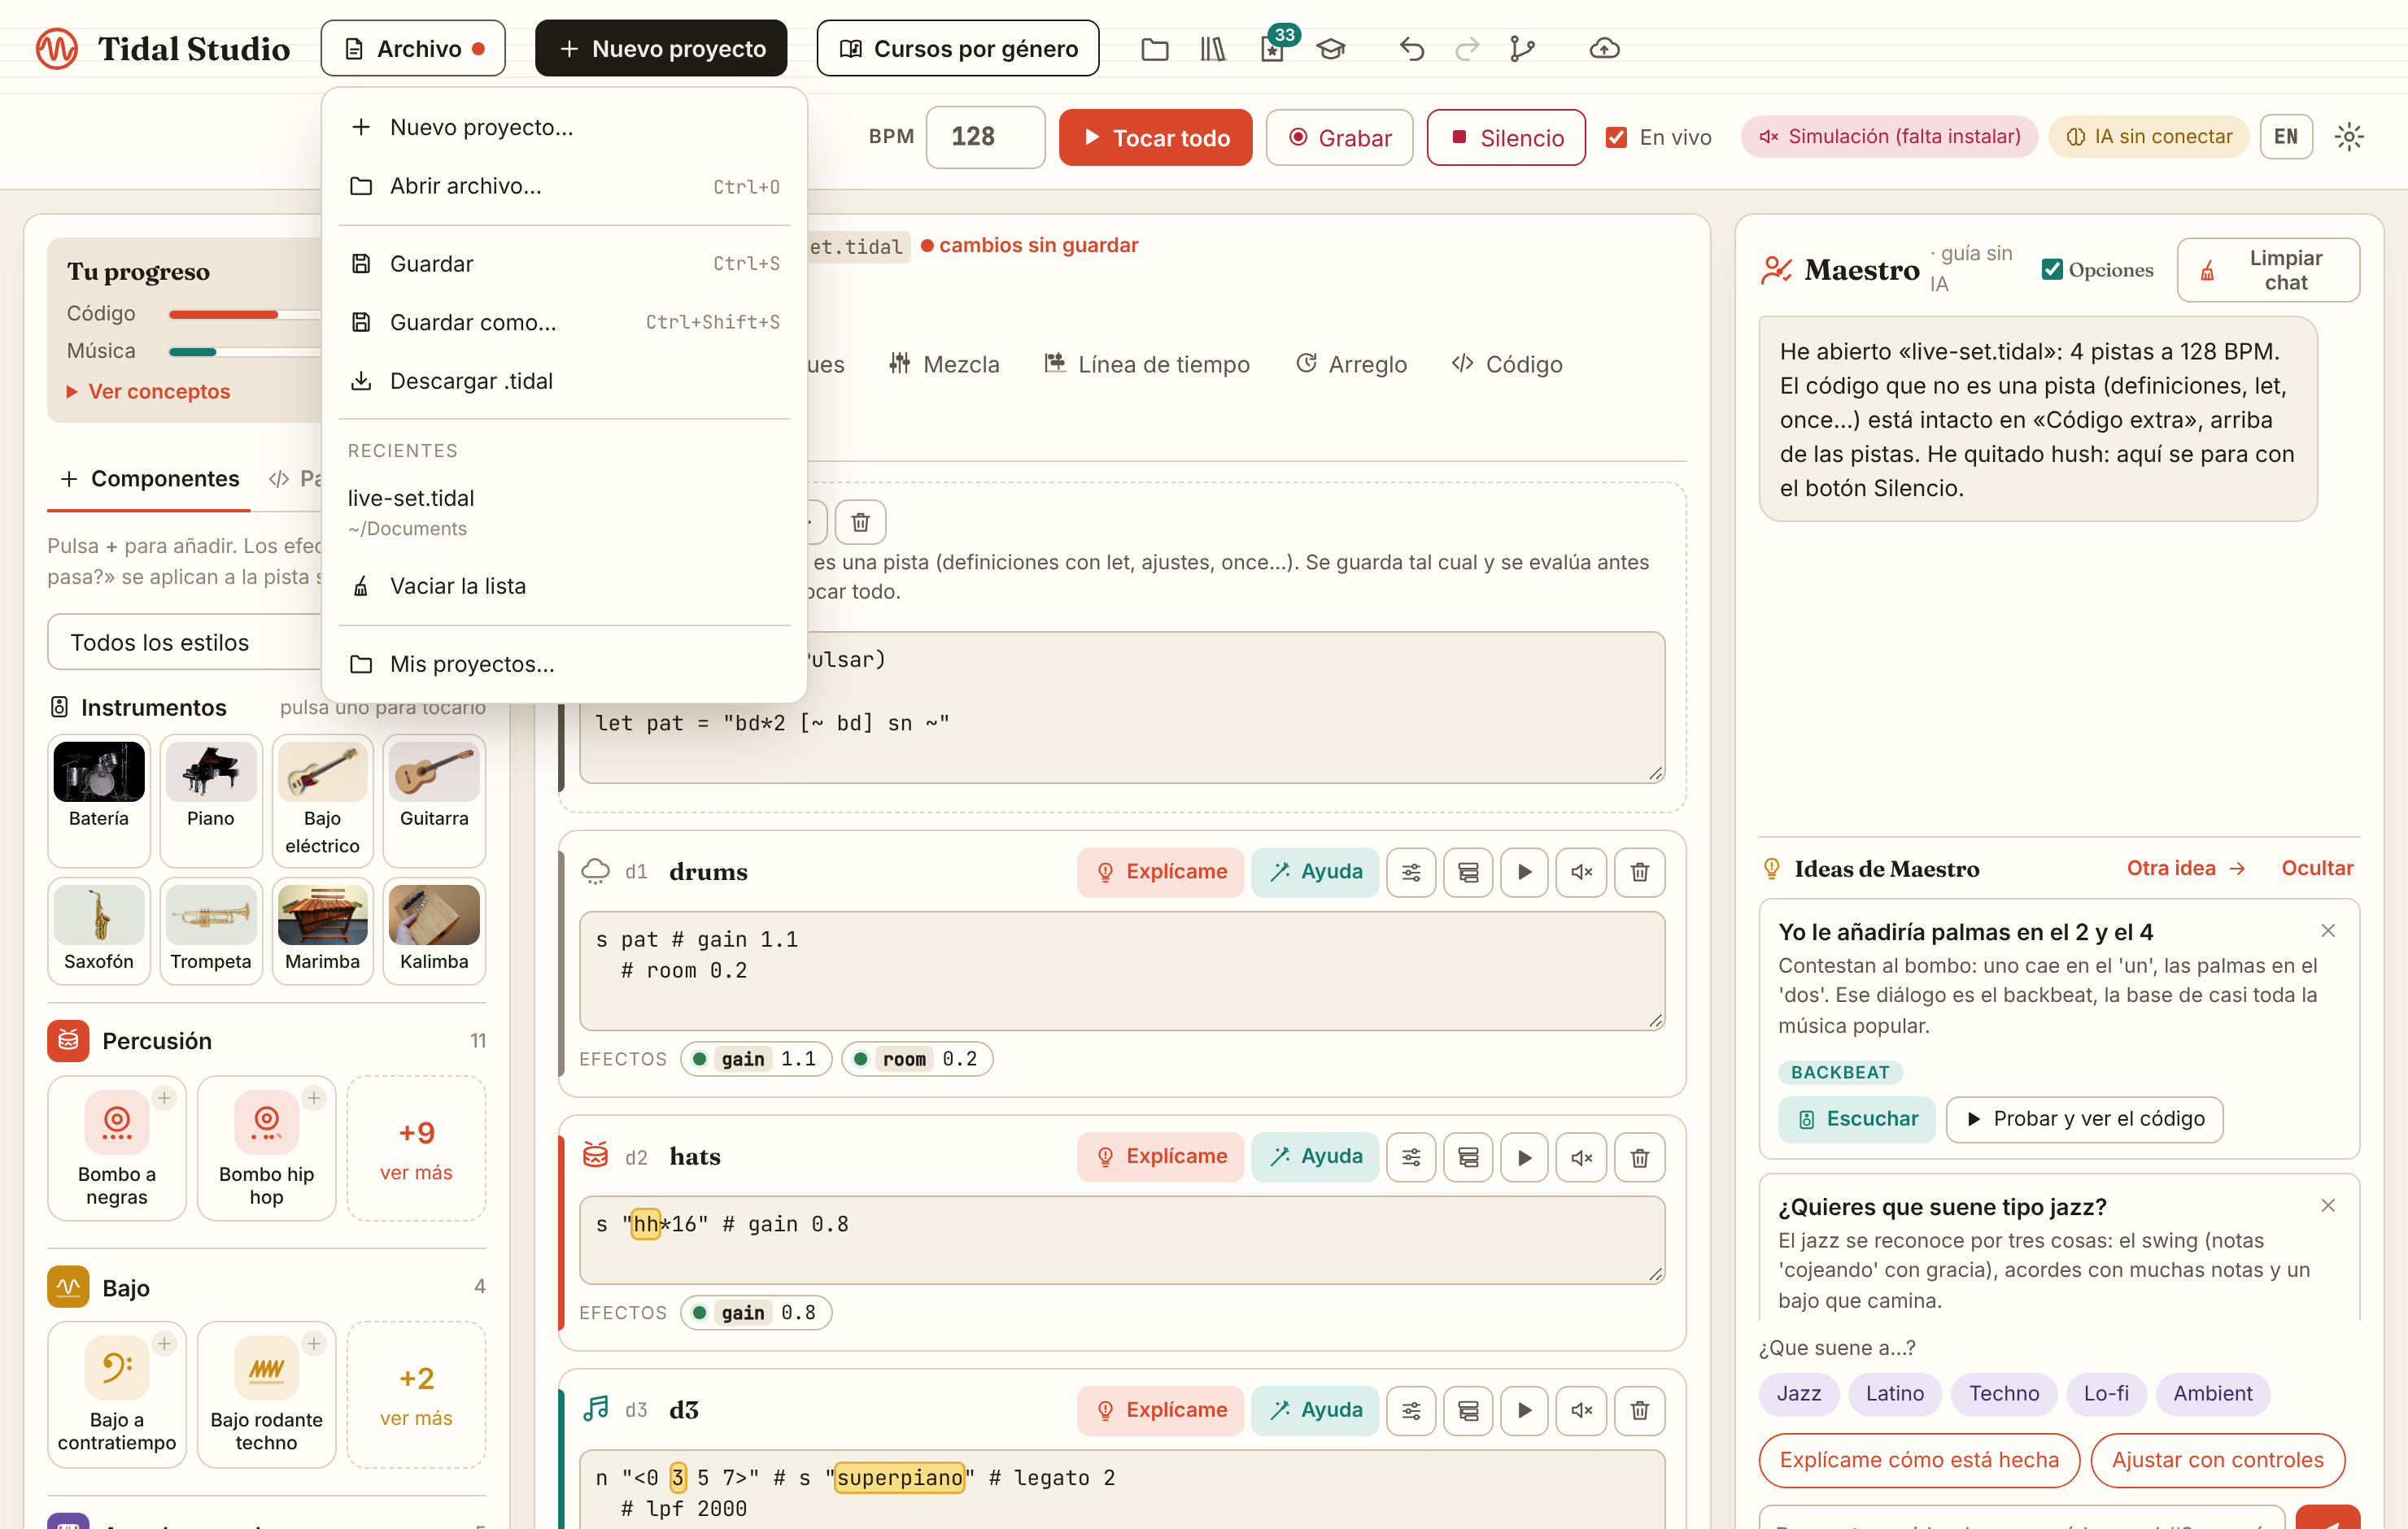 Tidal Studio
Archivo
Nuevo proyecto
Cursos por género
33
Nuevo proyecto...
Abrir archivo... Ctrl+O
Guardar Ctrl+S
Guardar como... Ctrl+Shift+S
Descargar .tidal
RECIENTES
live-set.tidal
~/Documents
Vaciar la lista
Mis proyectos...
BPM 128
Tocar todo
Grabar
Silencio
En vivo
Simulación (falta instalar)
IA sin conectar
EN
Tu progreso
Código
Música
Ver conceptos
Componentes
Pulsa + para añadir. Los
pasa?» se aplican a la pista
Todos los estilos
Instrumentos pulsa uno para tocarlo
Batería
Piano
Bajo
eléctrico
Guitarra
Saxofón
Trompeta
Marimba
Kalimba
Percusión 11
Bombo a
negras
Bombo hip
hop
+9
ver más
Bajo 4
Bajo a
contratiempo
Bajo rodante
techno
+2
ver más
et.tidal
cambios sin guardar
ues
Mezcla
Línea de tiempo
Arreglo
Código
es una pista (definiciones con let, ajustes, once...). Se guarda tal cual y se evalúa antes
ocar todo.
ulsar)
let pat = "bd*2 [~ bd] sn ~"
d1 drums
Explícame
Ayuda
s pat # gain 1.1
# room 0.2
EFECTOS gain 1.1 room 0.2
d2 hats
Explícame
Ayuda
s "hh*16" # gain 0.8
EFECTOS gain 0.8
d3 d3
Explícame
Ayuda
n "<0 3 5 7>" # s "superpiano" # legato 2
# lpf 2000
Maestro
· guía sin
IA
Opciones
Limpiar
chat
He abierto «live-set.tidal»: 4 pistas a 128 BPM.
El código que no es una pista (definiciones, let,
once...) está intacto en «Código extra», arriba
de las pistas. He quitado hush: aquí se para con
el botón Silencio.
Ideas de Maestro
Otra idea →
Ocultar
Yo le añadiría palmas en el 2 y el 4
Contestan al bombo: uno cae en el 'un', las palmas en el
'dos'. Ese diálogo es el backbeat, la base de casi toda la
música popular.
BACKBEAT
Escuchar
Probar y ver el código
¿Quieres que suene tipo jazz?
El jazz se reconoce por tres cosas: el swing (notas
'cojeando' con gracia), acordes con muchas notas y un
bajo que camina.
¿Que suene a...?
Jazz
Latino
Techno
Lo-fi
Ambient
Explícame cómo está hecha
Ajustar con controles